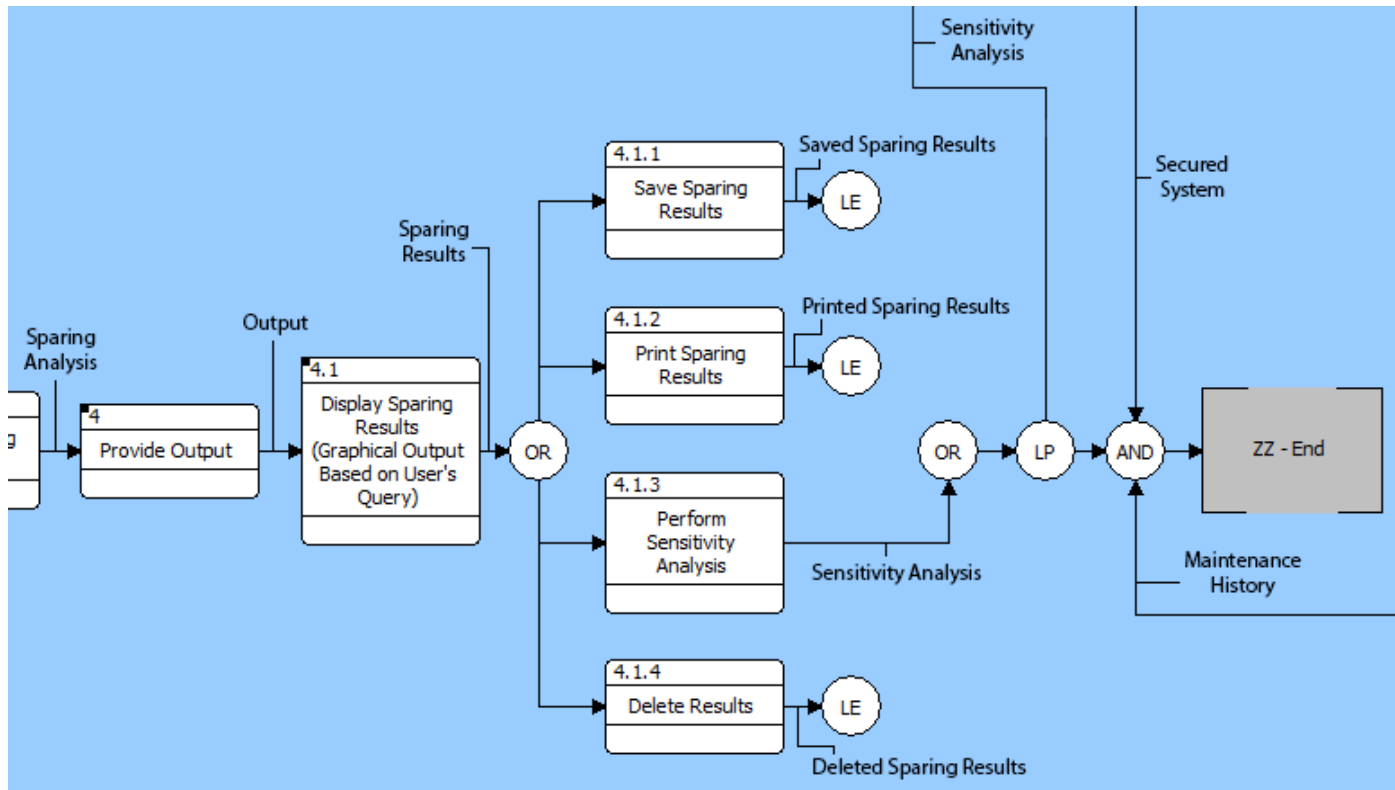 Sensitivity
Analysis
Secured
System
4.1.1
Save Sparing
Results
Saved Sparing Results
LE
Sparing
Results
4.1.2
Print Sparing
Results
Printed Sparing Results
LE
Sparing
Analysis
Output
g
4
Provide Output
4.1
Display Sparing
Results
(Graphical Output
Based on User's
Query)
OR
OR
LP
AND
ZZ - End
4.1.3
Perform
Sensitivity
Analysis
Sensitivity Analysis
Maintenance
History
4.1.4
Delete Results
LE
Deleted Sparing Results